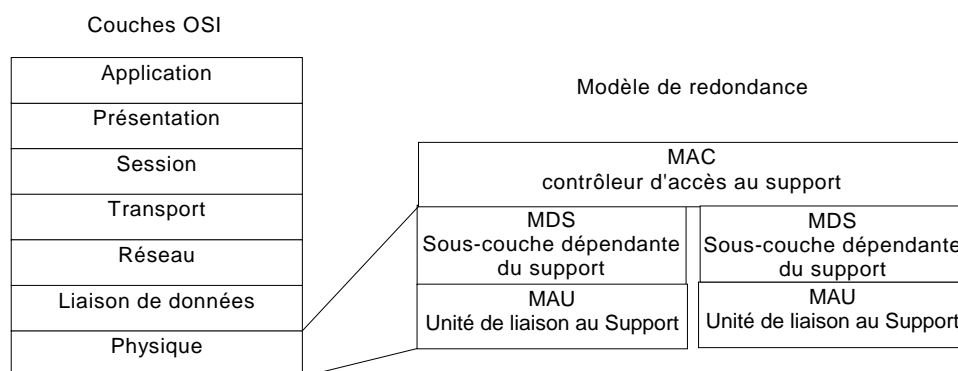 Couches OSI
Application
Présentation
Session
Transport
Réseau
Liaison de données
Physique
Modèle de redondance
MAC
contrôleur d'accès au support
MDS
Sous-couche dépendante
du support
MAU
Unité de liaison au Support
MDS
Sous-couche dépendante
du support
MAU
Unité de liaison au Support